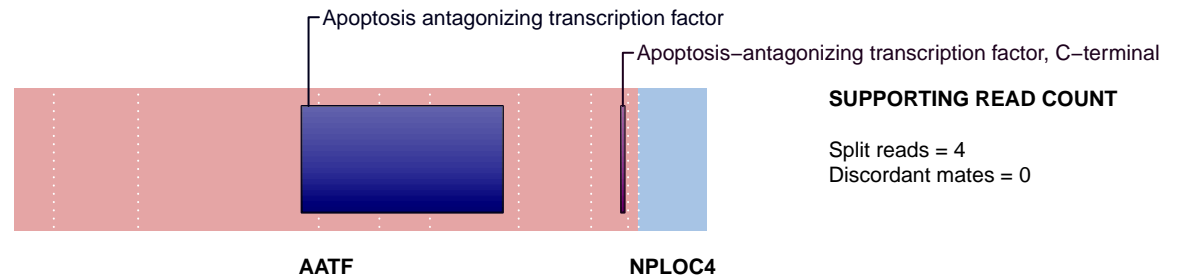 Apoptosis antagonizing transcription factor
Apoptosis−antagonizing transcription factor, C−terminal
SUPPORTING READ COUNT
Split reads = 4
Discordant mates = 0
AATF
NPLOC4